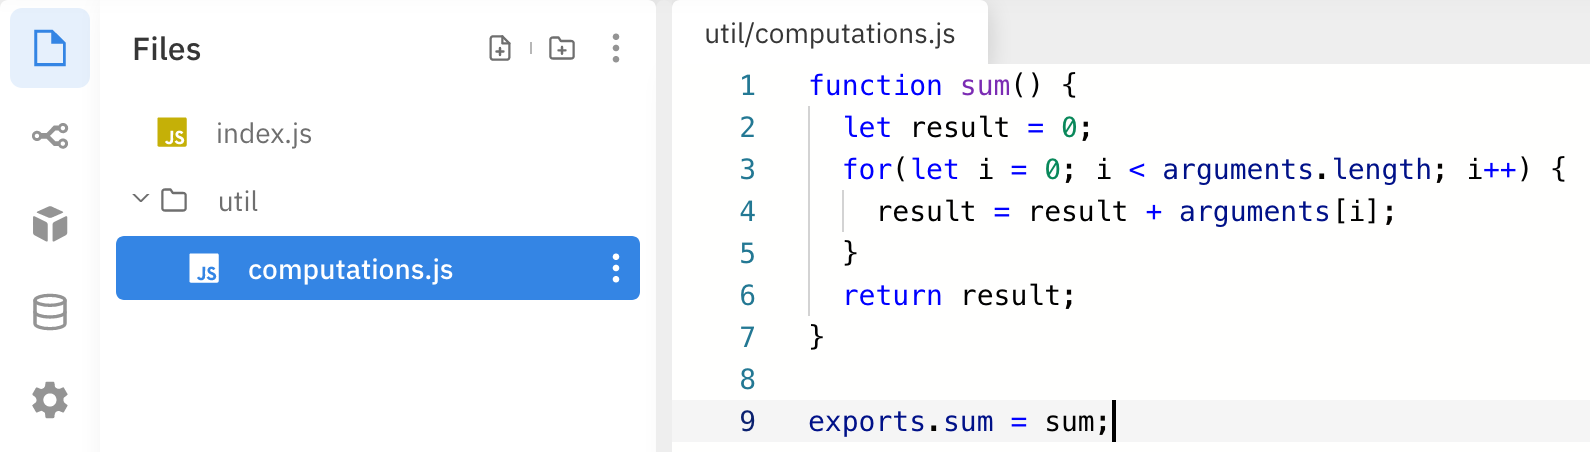 Files
JS index.js
util
JS computations.js
util/computations.js
1 function sum() {
2 let result = 0;
3 for(let i = 0; i < arguments.length; i++) {
4 result = result + arguments[i];
5 }
6 return result;
7 }
8
9 exports.sum = sum;